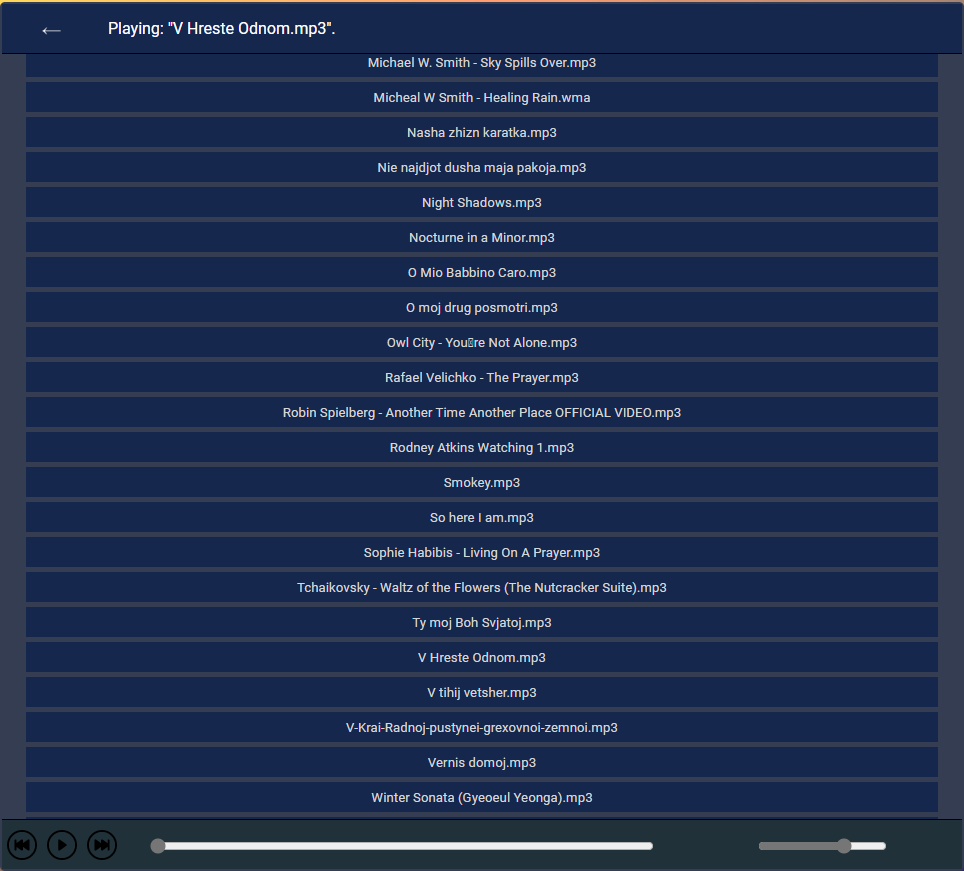 Playing: "V Hreste Odnom.mp3".
Michael W. Smith - Sky Spills Over.mp3
Micheal W Smith - Healing Rain.wma
Nasha zhizn karatka.mp3
Nie najdjot dusha maja pakoja.mp3
Night Shadows.mp3
Nocturne in a Minor.mp3
O Mio Babbino Caro.mp3
O moj drug posmotri.mp3
Owl City - You▯re Not Alone.mp3
Rafael Velichko - The Prayer.mp3
Robin Spielberg - Another Time Another Place OFFICIAL VIDEO.mp3
Rodney Atkins Watching 1.mp3
Smokey.mp3
So here I am.mp3
Sophie Habibis - Living On A Prayer.mp3
Tchaikovsky - Waltz of the Flowers (The Nutcracker Suite).mp3
Ty moj Boh Svjatoj.mp3
V Hreste Odnom.mp3
V tihij vetsher.mp3
V-Krai-Radnoj-pustynei-grexovnoi-zemnoi.mp3
Vernis domoj.mp3
Winter Sonata (Gyeoeul Yeonga).mp3